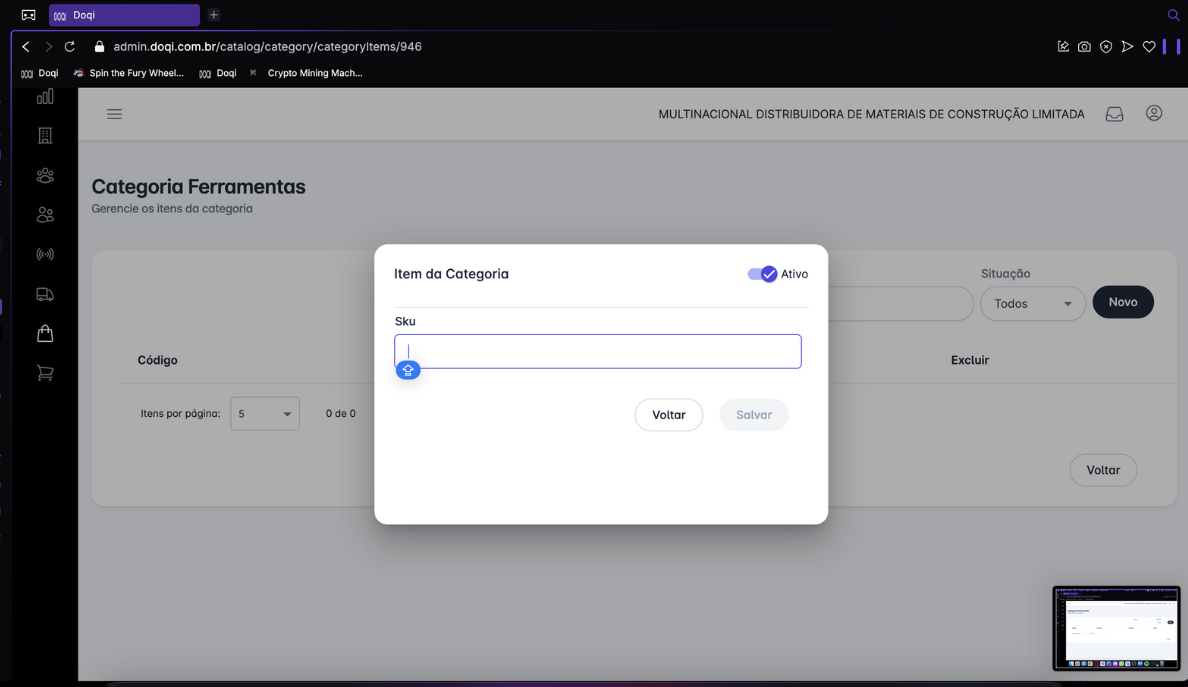 Doqi
admin.doqi.com.br/catalog/category/categoryItems/946
Doqi
Spin the Fury Wheel...
Doqi
Crypto Mining Mach...
MULTINACIONAL DISTRIBUIDORA DE MATERIAIS DE CONSTRUÇÃO LIMITADA
Categoria Ferramentas
Gerencie os itens da categoria
Item da Categoria
Ativo
Sku
Voltar
Salvar
Situação
Todos
Novo
Código
Excluir
Itens por página:
5
0 de 0
Voltar